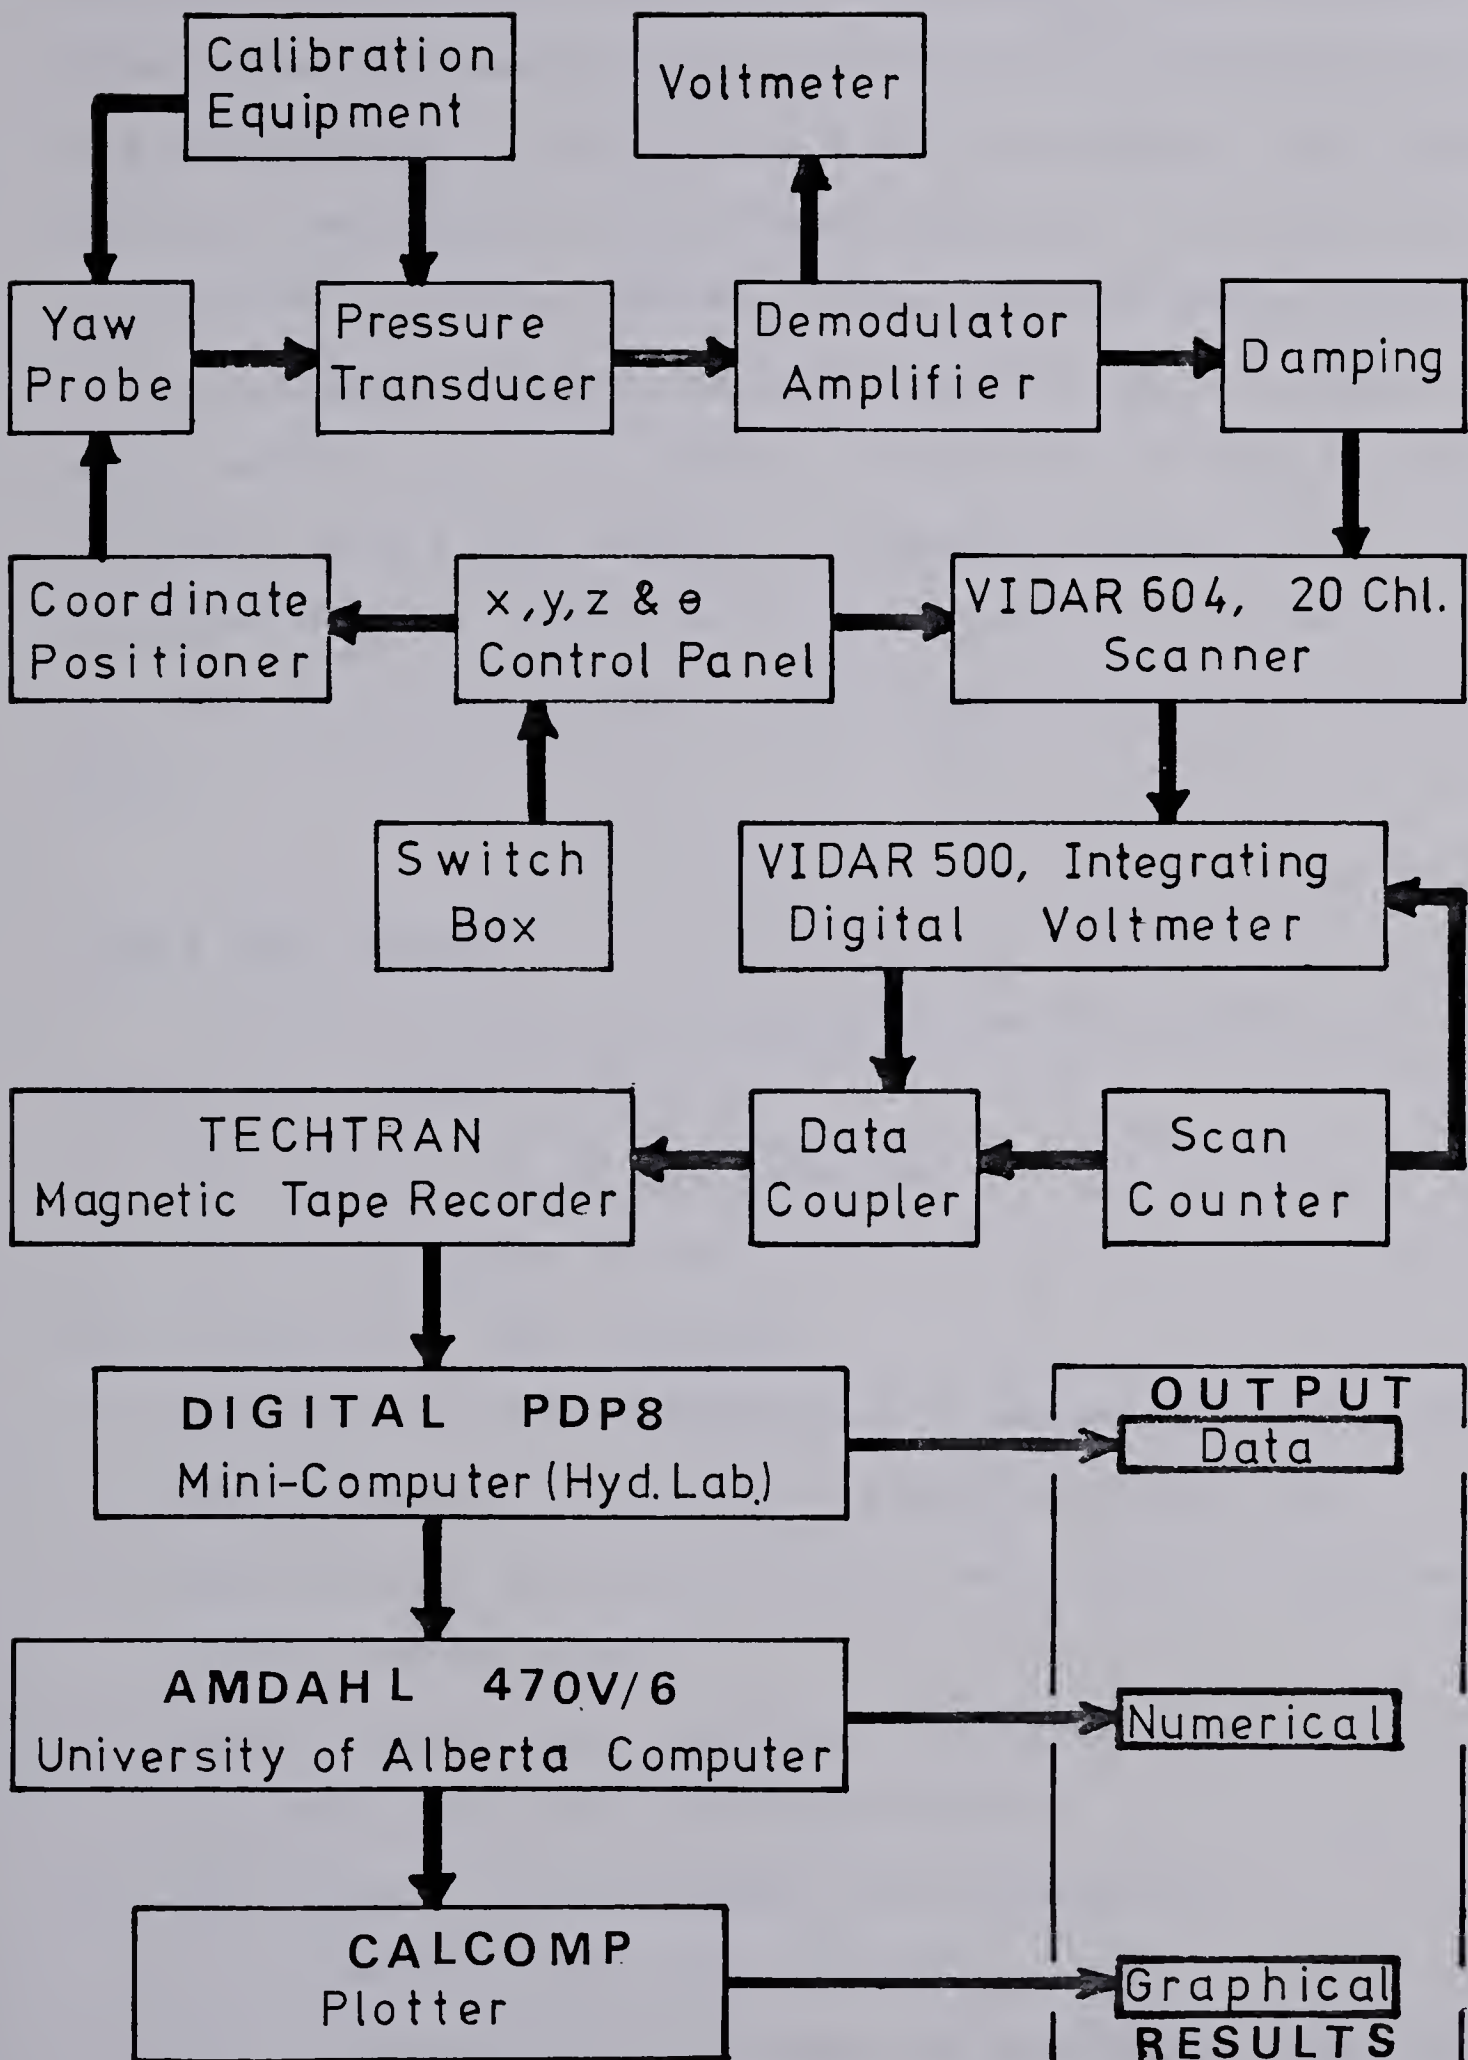 Calibration
Equipment
Voltmeter
Yaw
Probe
Pressure
Transducer
Demodulator
Amplifier
Damping
Coordinate
Positioner
x, y, z & ɵ
Control Panel
VIDAR 604, 20 Chl.
Scanner
Switch
Box
VIDAR 500, Integrating
Digital Voltmeter
TECHTRAN
Magnetic Tape Recorder
Data
Coupler
Scan
Counter
DIGITAL PDP8
Mini-Computer (Hyd. Lab.)
OUTPUT
Data
AMDAHL 470V/6
University of Alberta Computer
Numerical
CALCOMP
Plotter
Graphical
RESULTS